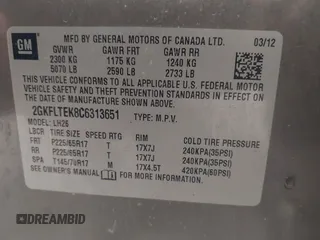 GM
MFD BY GENERAL MOTORS OF CANADA LTD. 03/12
GVWR GAWR FRT GAWR RR
2300 KG 1175 KG 1240 KG
5070 LB 2590 LB 2733 LB
THIS VEHICLE CONFORMS TO ALL APPLICABLE U.S. FEDERAL MOTOR
VEHICLE SAFETY AND THEFT PREVENTION STANDARDS IN EFFECT ON
THE DATE OF MANUFACTURE SHOWN ABOVE.
2GKFLTEK8C6313651 TYPE: M.P.V.
MODEL: LH26
LBCR TIRE SIZE SPEED RTG RIM COLD TIRE PRESSURE
FRT P225/65R17 T 17X7J 240KPA(35PSI)
RR P225/65R17 T 17X7J 240KPA(35PSI)
SPA T145/70R17 M 17X4.5T 420KPA(60PSI)
SEE OWNER'S MANUAL FOR ADDITIONAL INFORMATION.